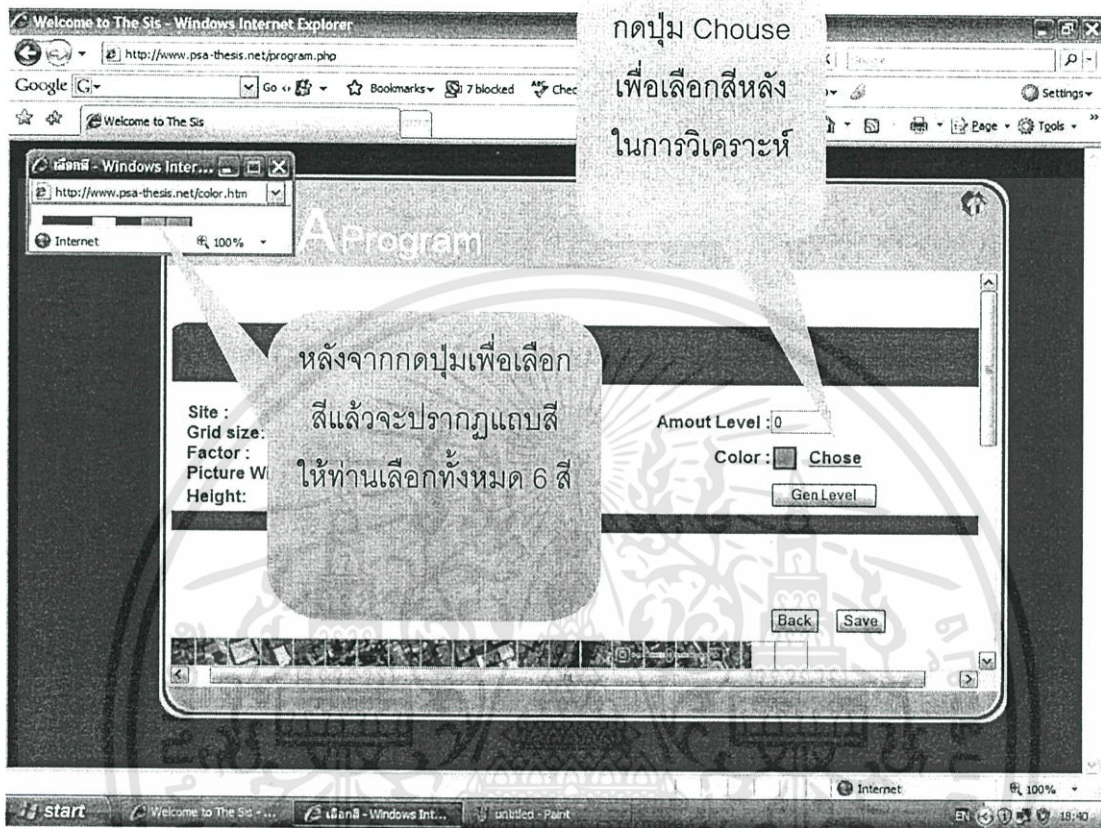 Welcome to The Sis - Windows Internet Explorer
http://www.psa-thesis.net/program.php
Google
Go
Bookmarks
7 blocked
Chec
Settings
Welcome to The Sis
Page
Tools
กดปุ่ม Chouse
เพื่อเลือกสีหลัง
ในการวิเคราะห์
เลือกสี - Windows Inter...
http://www.psa-thesis.net/color.htm
Internet
100%
A Program
หลังจากกดปุ่มเพื่อเลือก
สีแล้วจะปรากฏแถบสี
ให้ท่านเลือกทั้งหมด 6 สี
Site :
Grid size:
Factor :
Picture Wi
Height:
Amout Level : 0
Color : Chose
Gen Level
Back Save
Internet 100%
start Welcome to The Sis - ... เลือกสี - Windows Int... untitled - Paint EN 18:40